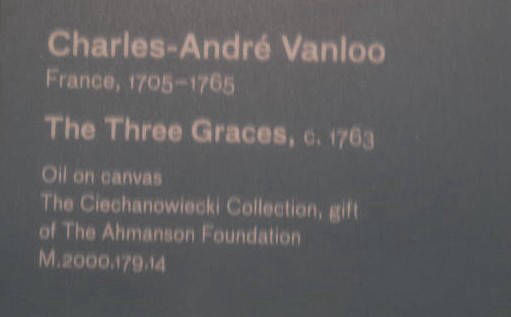 Charles-André Vanloo
France, 1705–1765
The Three Graces, c. 1763
Oil on canvas
The Ciechanowiecki Collection, gift
of The Ahmanson Foundation
M.2000.179.14